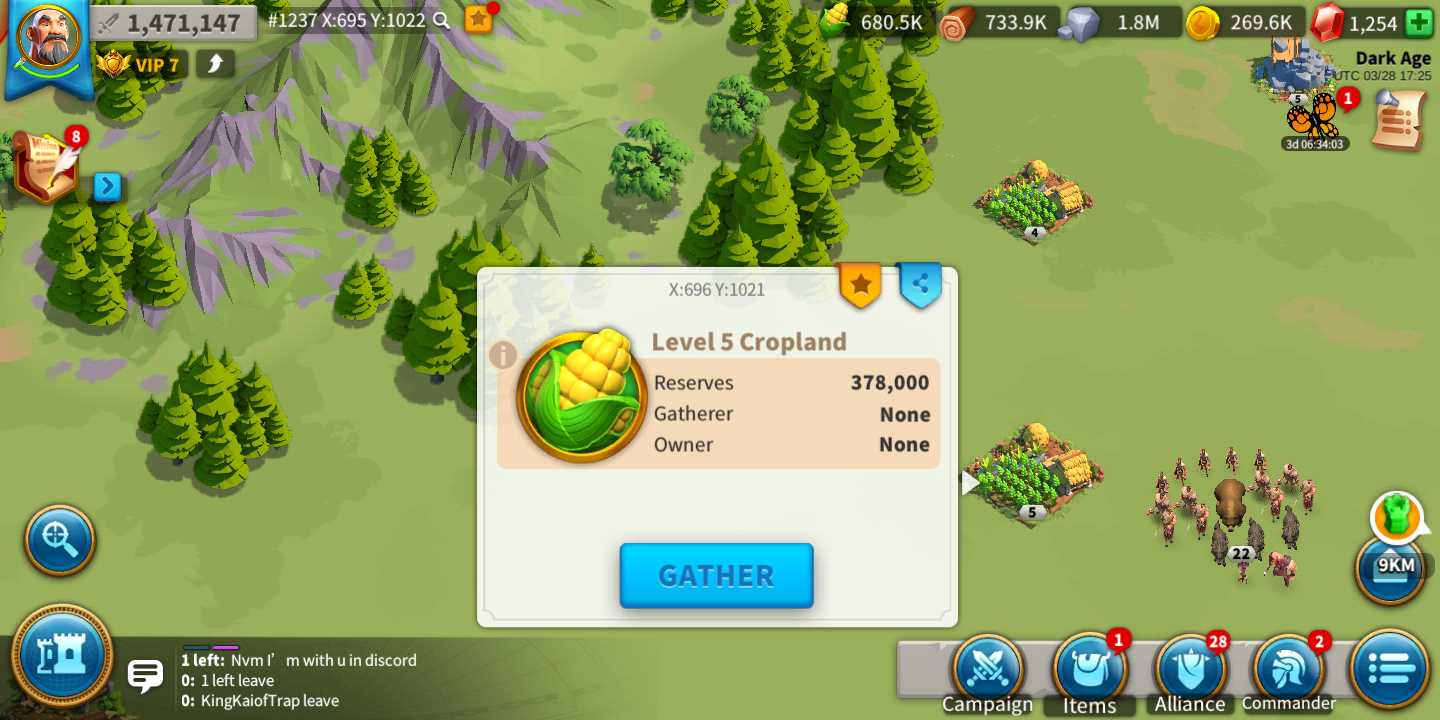 1,471,147
#1237 X:695 Y:1022
680.5K
733.9K
1.8M
269.6K
1,254
VIP 7
Dark Age
UTC 03/28 17:25
5
1
3d 06:34:03
8
4
X:696 Y:1021
Level 5 Cropland
Reserves 378,000
Gatherer None
Owner None
5
22
GATHER
9KM
1 left: Nvm I'm with u in discord
0: 1 left leave
0: KingKaiofTrap leave
1
28
2
Campaign
Items
Alliance
Commander